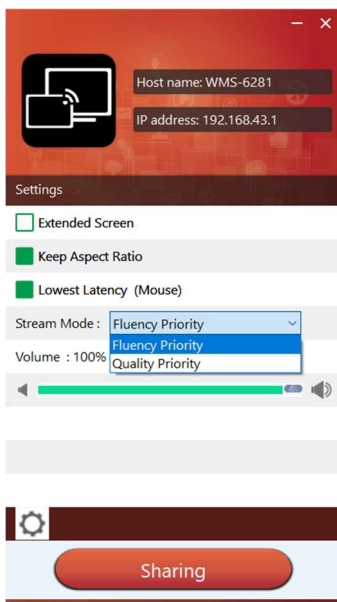 Host name: WMS-6281
IP address: 192.168.43.1
Settings
Extended Screen
Keep Aspect Ratio
Lowest Latency (Mouse)
Stream Mode : Fluency Priority
Fluency Priority
Volume : 100% Quality Priority
Sharing